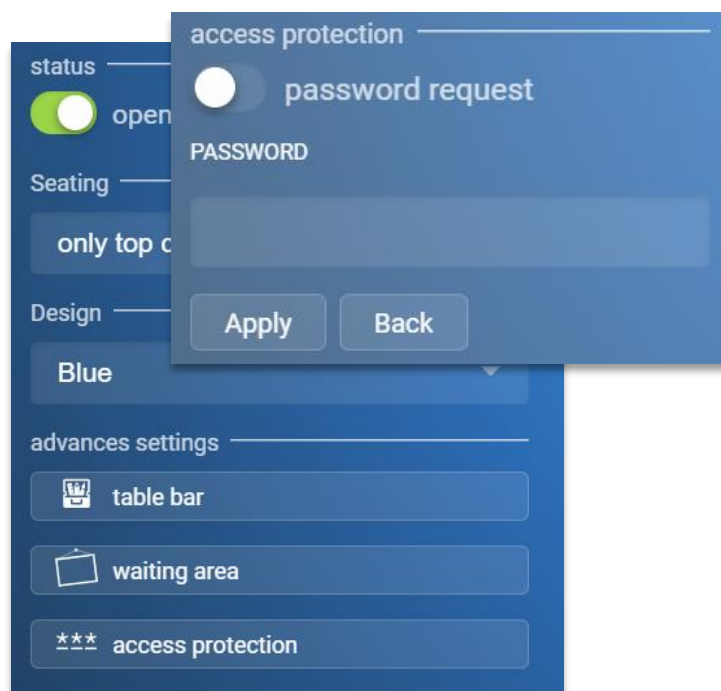 access protection
password request
PASSWORD
Apply
Back
status
open
Seating
only top
Design
Blue
advances settings
table bar
waiting area
access protection